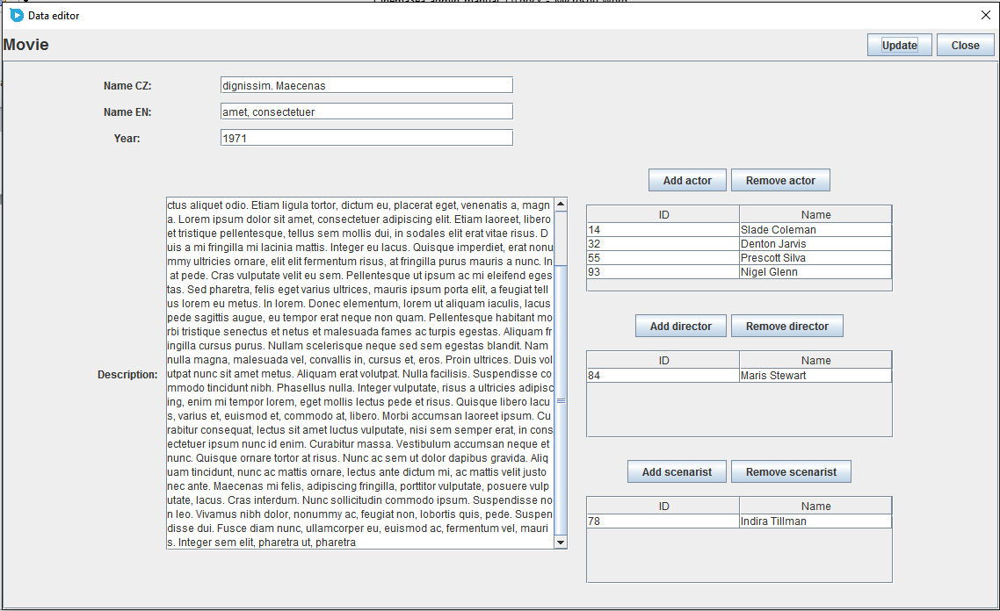 Data editor
Movie
Update
Close
Name CZ:
dignissim. Maecenas
Name EN:
amet, consectetuer
Year:
1971
Description:
ctus aliquet odio. Etiam ligula tortor, dictum eu, placerat eget, venenatis a, magn
a. Lorem ipsum dolor sit amet, consectetuer adipiscing elit. Etiam laoreet, libero
et tristique pellentesque, tellus sem mollis dui, in sodales elit erat vitae risus. D
uis a mi fringilla mi lacinia mattis. Integer eu lacus. Quisque imperdiet, erat nonu
mmy ultricies ornare, elit elit fermentum risus, at fringilla purus mauris a nunc. In
at pede. Cras vulputate velit eu sem. Pellentesque ut ipsum ac mi eleifend eges
tas. Sed pharetra, felis eget varius ultrices, mauris ipsum porta elit, a feugiat tell
us lorem eu metus. In lorem. Donec elementum, lorem ut aliquam iaculis, lacus
pede sagittis augue, eu tempor erat neque non quam. Pellentesque habitant mo
rbi tristique senectus et netus et malesuada fames ac turpis egestas. Aliquam fr
ingilla cursus purus. Nullam scelerisque neque sed sem egestas blandit. Nam
nulla magna, malesuada vel, convallis in, cursus et, eros. Proin ultrices. Duis vol
utpat nunc sit amet metus. Aliquam erat volutpat. Nulla facilisis. Suspendisse co
mmodo tincidunt nibh. Phasellus nulla. Integer vulputate, risus a ultricies adipisc
ing, enim mi tempor lorem, eget mollis lectus pede et risus. Quisque libero lacu
s, varius et, euismod et, commodo at, libero. Morbi accumsan laoreet ipsum. Cu
rabitur consequat, lectus sit amet luctus vulputate, nisi sem semper erat, in cons
ectetuer ipsum nunc id enim. Curabitur massa. Vestibulum accumsan neque et
nunc. Quisque ornare tortor at risus. Nunc ac sem ut dolor dapibus gravida. Aliq
uam tincidunt, nunc ac mattis ornare, lectus ante dictum mi, ac mattis velit justo
nec ante. Maecenas mi felis, adipiscing fringilla, porttitor vulputate, posuere vulp
utate, lacus. Cras interdum. Nunc sollicitudin commodo ipsum. Suspendisse no
n leo. Vivamus nibh dolor, nonummy ac, feugiat non, lobortis quis, pede. Suspen
disse dui. Fusce diam nunc, ullamcorper eu, euismod ac, fermentum vel, mauri
s. Integer sem elit, pharetra ut, pharetra
Add actor
Remove actor
ID Name
14 Slade Coleman
32 Denton Jarvis
55 Prescott Silva
93 Nigel Glenn
Add director
Remove director
ID Name
84 Maris Stewart
Add scenarist
Remove scenarist
ID Name
78 Indira Tillman